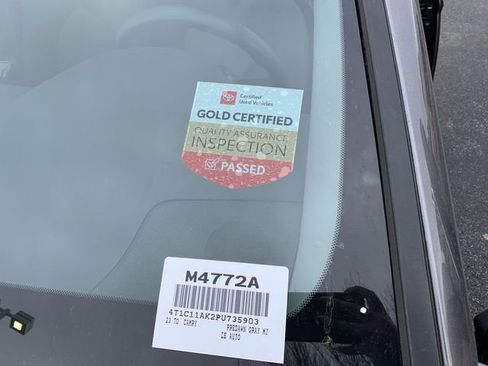 Certified
Used Vehicles
GOLD CERTIFIED
QUALITY ASSURANCE
INSPECTION
PASSED
M4772A
4T1C11AK2PU735903
23 TO CAMRY PREDAWN GRAY MI
LE AUTO